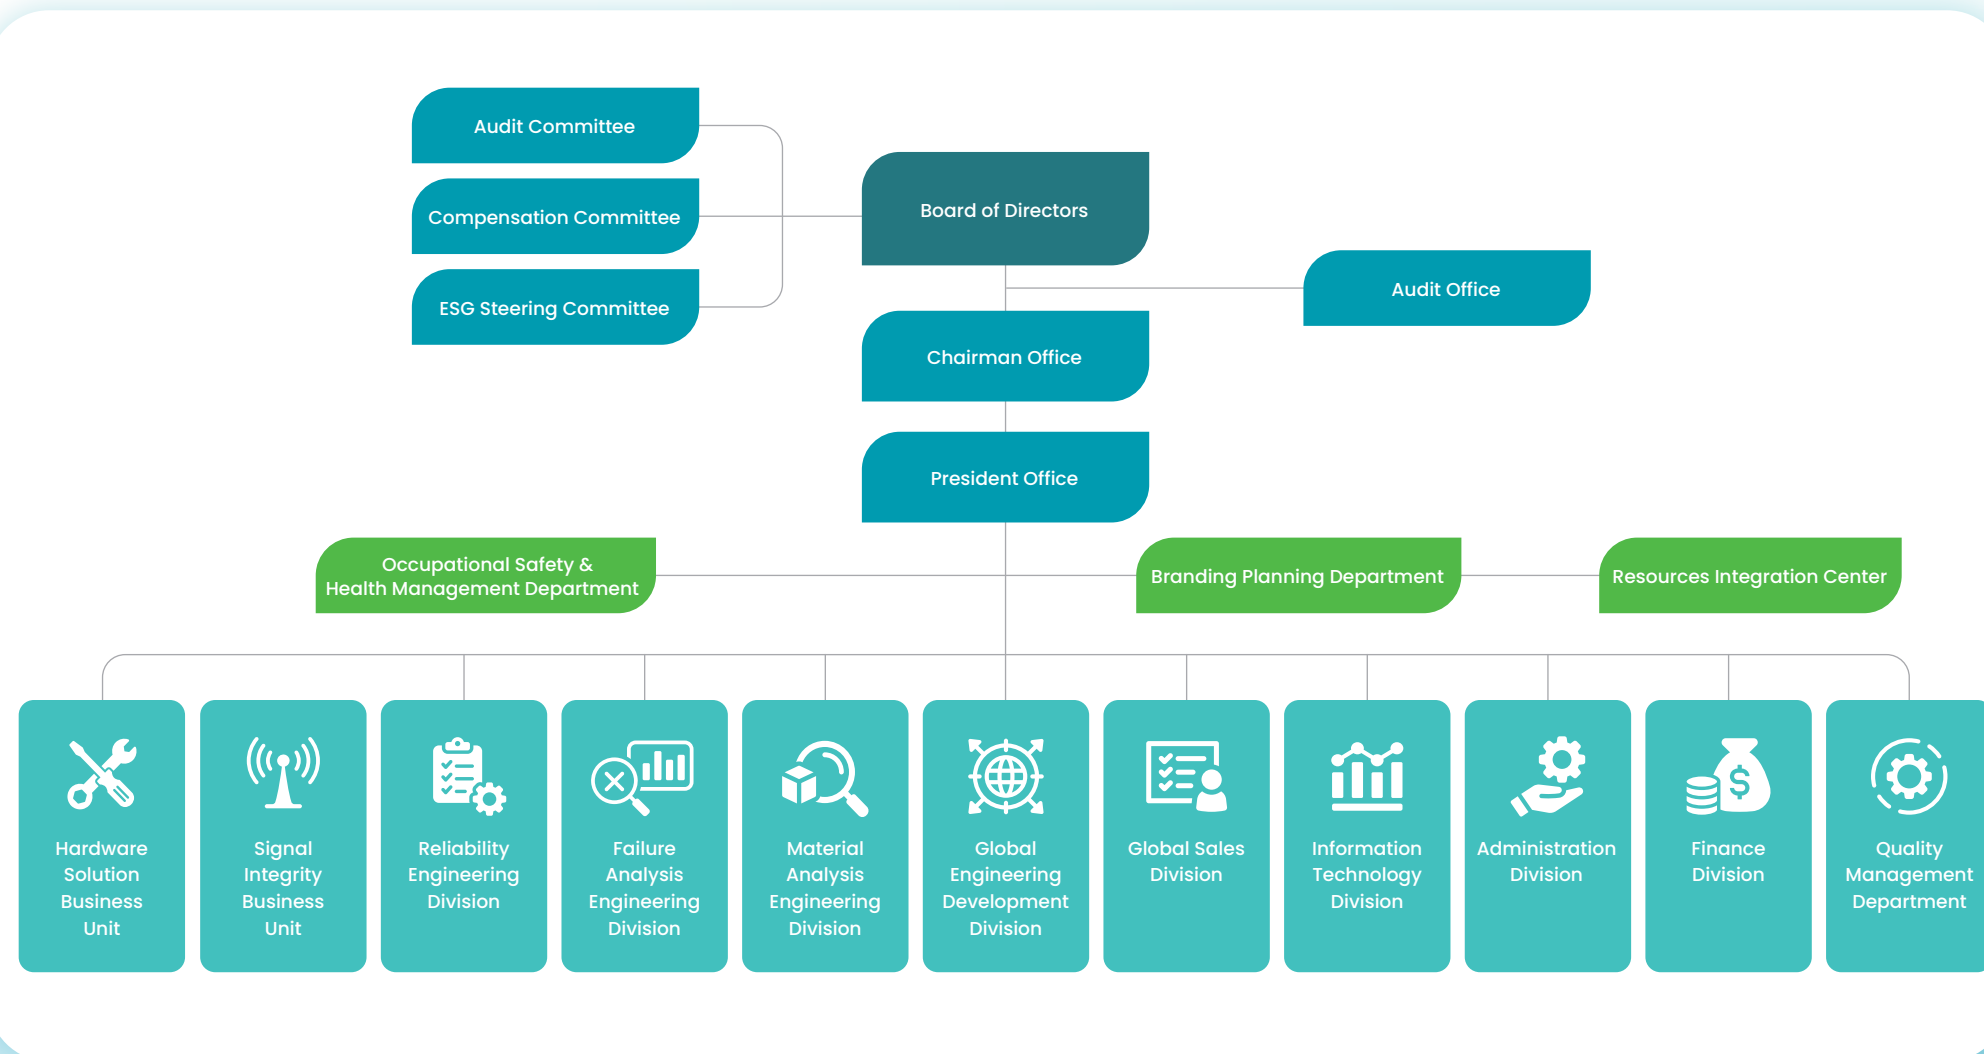 Audit Committee
Compensation Committee
ESG Steering Committee
Board of Directors
Audit Office
Chairman Office
President Office
Occupational Safety &
Health Management Department
Branding Planning Department
Resources Integration Center
Hardware
Solution
Business
Unit
Signal
Integrity
Business
Unit
Reliability
Engineering
Division
Failure
Analysis
Engineering
Division
Material
Analysis
Engineering
Division
Global
Engineering
Development
Division
Global Sales
Division
Information
Technology
Division
Administration
Division
Finance
Division
Quality
Management
Department